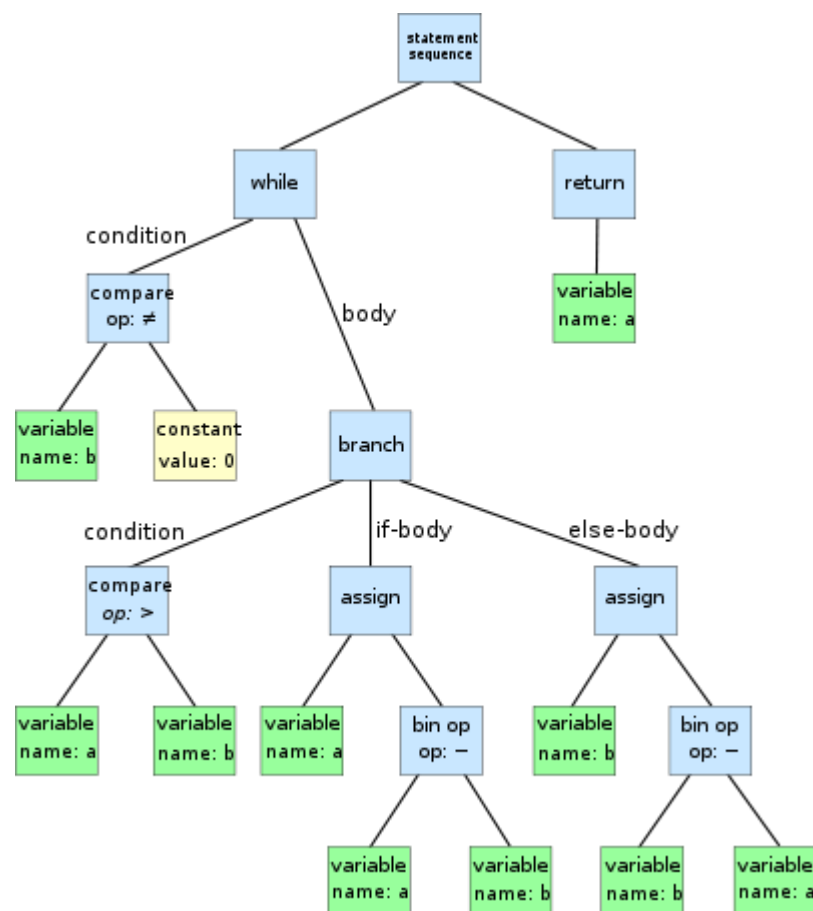 statement
sequence
while
return
condition
body
compare
op: ≠
variable
name: a
variable
name: b
constant
value: 0
branch
condition
if-body
else-body
compare
op: >
assign
assign
variable
name: a
variable
name: b
variable
name: a
bin op
op: −
variable
name: b
bin op
op: −
variable
name: a
variable
name: b
variable
name: b
variable
name: a